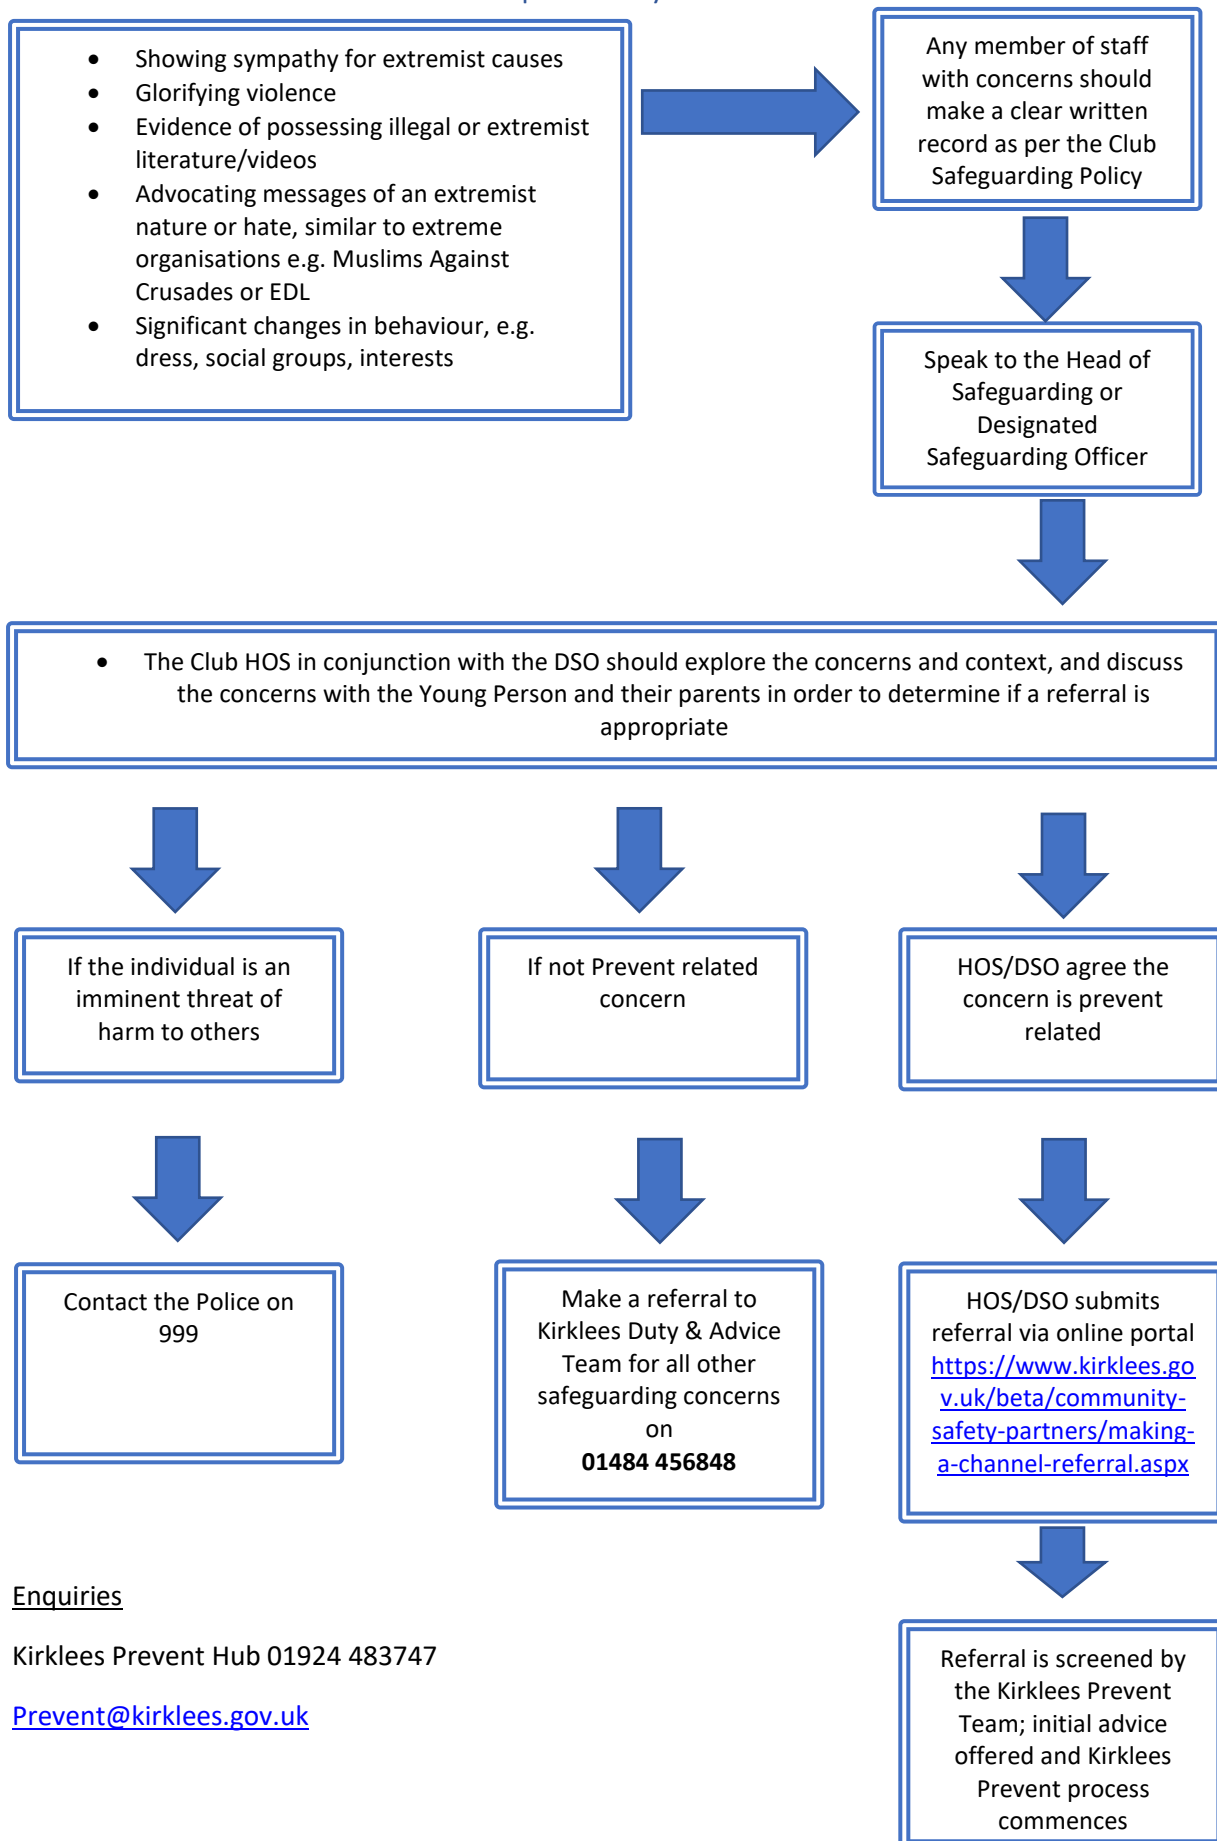 • Showing sympathy for extremist causes
• Glorifying violence
• Evidence of possessing illegal or extremist
literature/videos
• Advocating messages of an extremist
nature or hate, similar to extreme
organisations e.g. Muslims Against
Crusades or EDL
• Significant changes in behaviour, e.g.
dress, social groups, interests
Any member of staff
with concerns should
make a clear written
record as per the Club
Safeguarding Policy
Speak to the Head of
Safeguarding or
Designated
Safeguarding Officer
• The Club HOS in conjunction with the DSO should explore the concerns and context, and discuss
the concerns with the Young Person and their parents in order to determine if a referral is
appropriate
If the individual is an
imminent threat of
harm to others
If not Prevent related
concern
HOS/DSO agree the
concern is prevent
related
Contact the Police on
999
Make a referral to
Kirklees Duty & Advice
Team for all other
safeguarding concerns
on
01484 456848
HOS/DSO submits
referral via online portal
https://www.kirklees.go
v.uk/beta/community-
safety-partners/making-
a-channel-referral.aspx
Enquiries
Kirklees Prevent Hub 01924 483747
Prevent@kirklees.gov.uk
Referral is screened by
the Kirklees Prevent
Team; initial advice
offered and Kirklees
Prevent process
commences